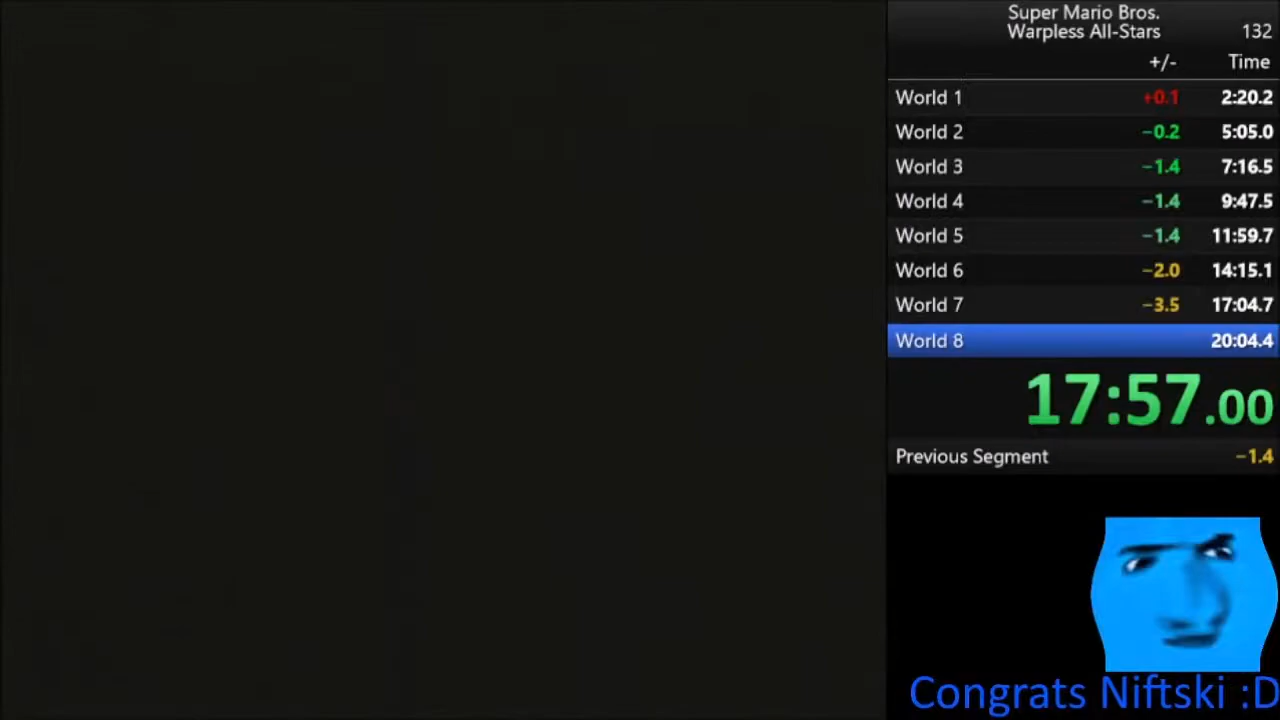 Super Mario Bros.
Warpless All-Stars 132
+/- Time
World 1 +0.1 2:20.2
World 2 −0.2 5:05.0
World 3 −1.4 7:16.5
World 4 −1.4 9:47.5
World 5 −1.4 11:59.7
World 6 −2.0 14:15.1
World 7 −3.5 17:04.7
World 8 20:04.4
17:57.00
Previous Segment −1.4
Congrats Niftski :D